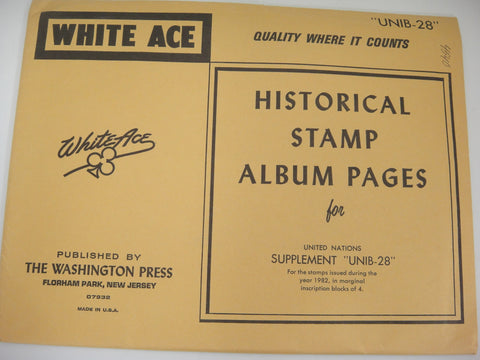 WHITE ACE
"UNIB-28"
QUALITY WHERE IT COUNTS
HISTORICAL
STAMP
ALBUM PAGES
for
UNITED NATIONS
SUPPLEMENT "UNIB-28"
For the stamps issued during the
year 1982, in marginal
inscription blocks of 4.
White Ace
PUBLISHED BY
THE WASHINGTON PRESS
FLORHAM PARK, NEW JERSEY
07932
MADE IN U.S.A.